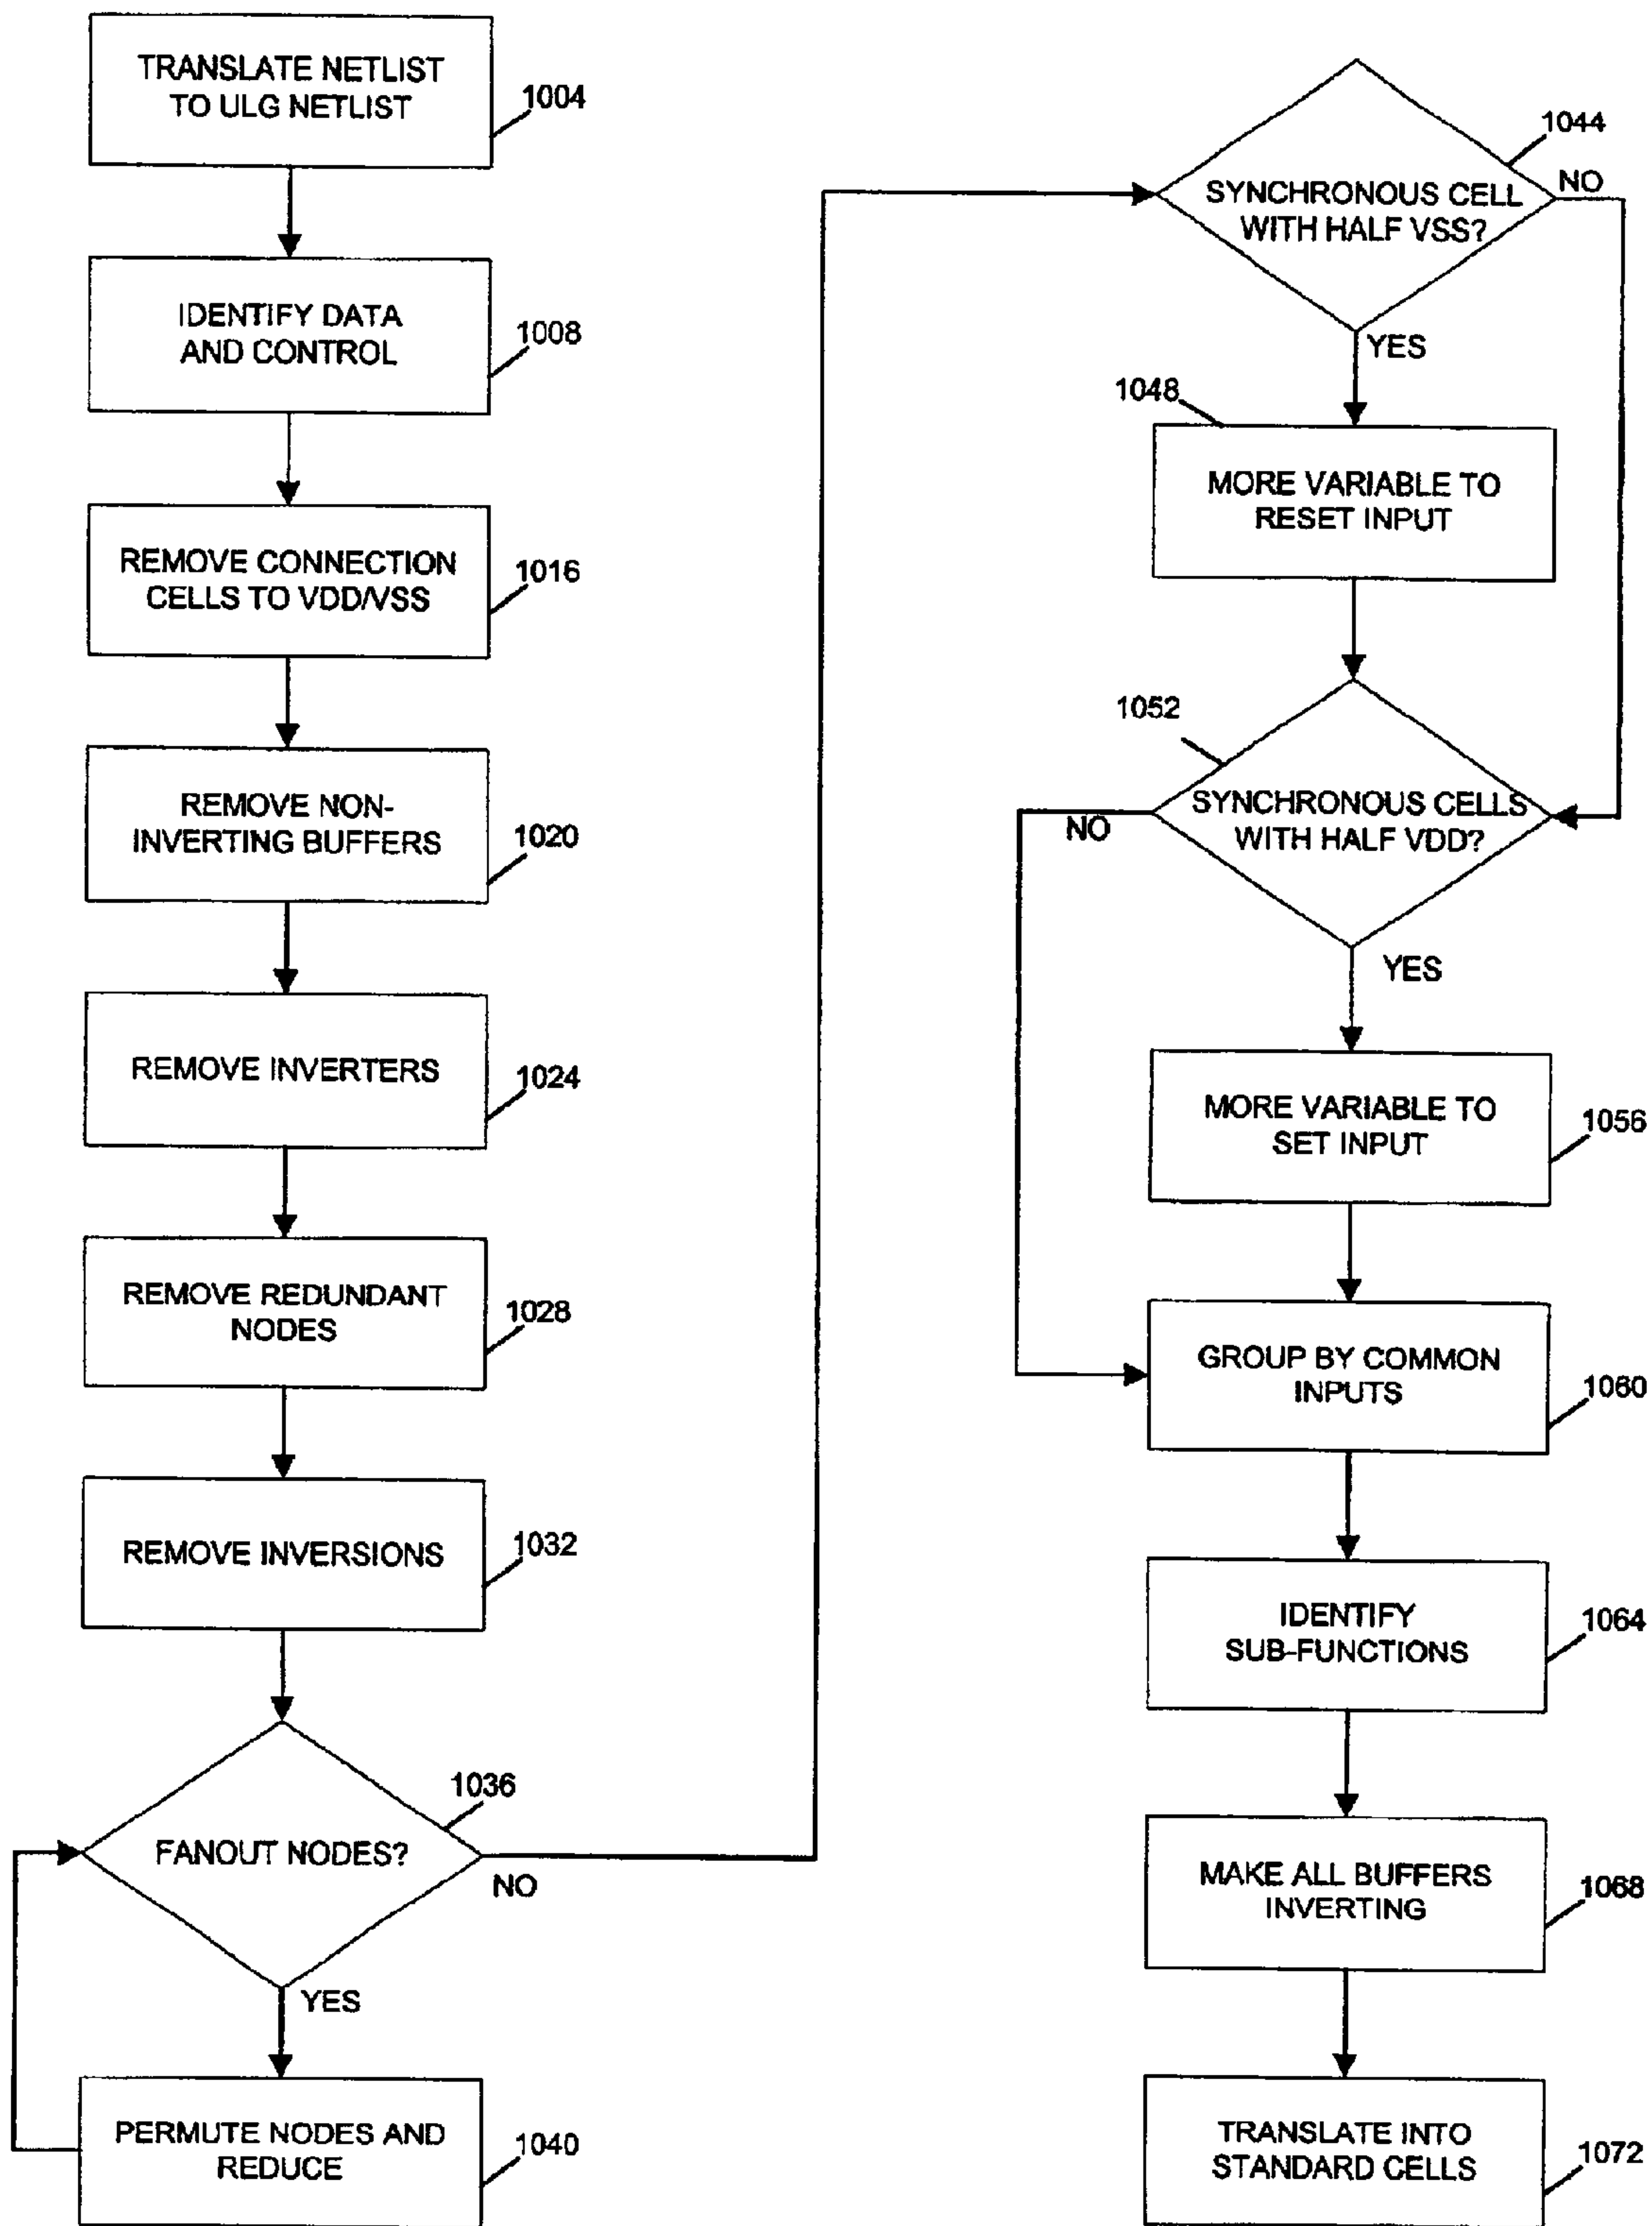 TRANSLATE NETLIST
TO ULG NETLIST
1004
IDENTIFY DATA
AND CONTROL
1008
REMOVE CONNECTION
CELLS TO VDD/VSS
1016
REMOVE NON-
INVERTING BUFFERS
1020
REMOVE INVERTERS
1024
REMOVE REDUNDANT
NODES
1028
REMOVE INVERSIONS
1032
1036
FANOUT NODES?
NO
YES
PERMUTE NODES AND
REDUCE
1040
1044
SYNCHRONOUS CELL
WITH HALF VSS?
NO
YES
1048
MORE VARIABLE TO
RESET INPUT
1052
SYNCHRONOUS CELLS
WITH HALF VDD?
NO
YES
MORE VARIABLE TO
SET INPUT
1056
GROUP BY COMMON
INPUTS
1060
IDENTIFY
SUB-FUNCTIONS
1064
MAKE ALL BUFFERS
INVERTING
1068
TRANSLATE INTO
STANDARD CELLS
1072